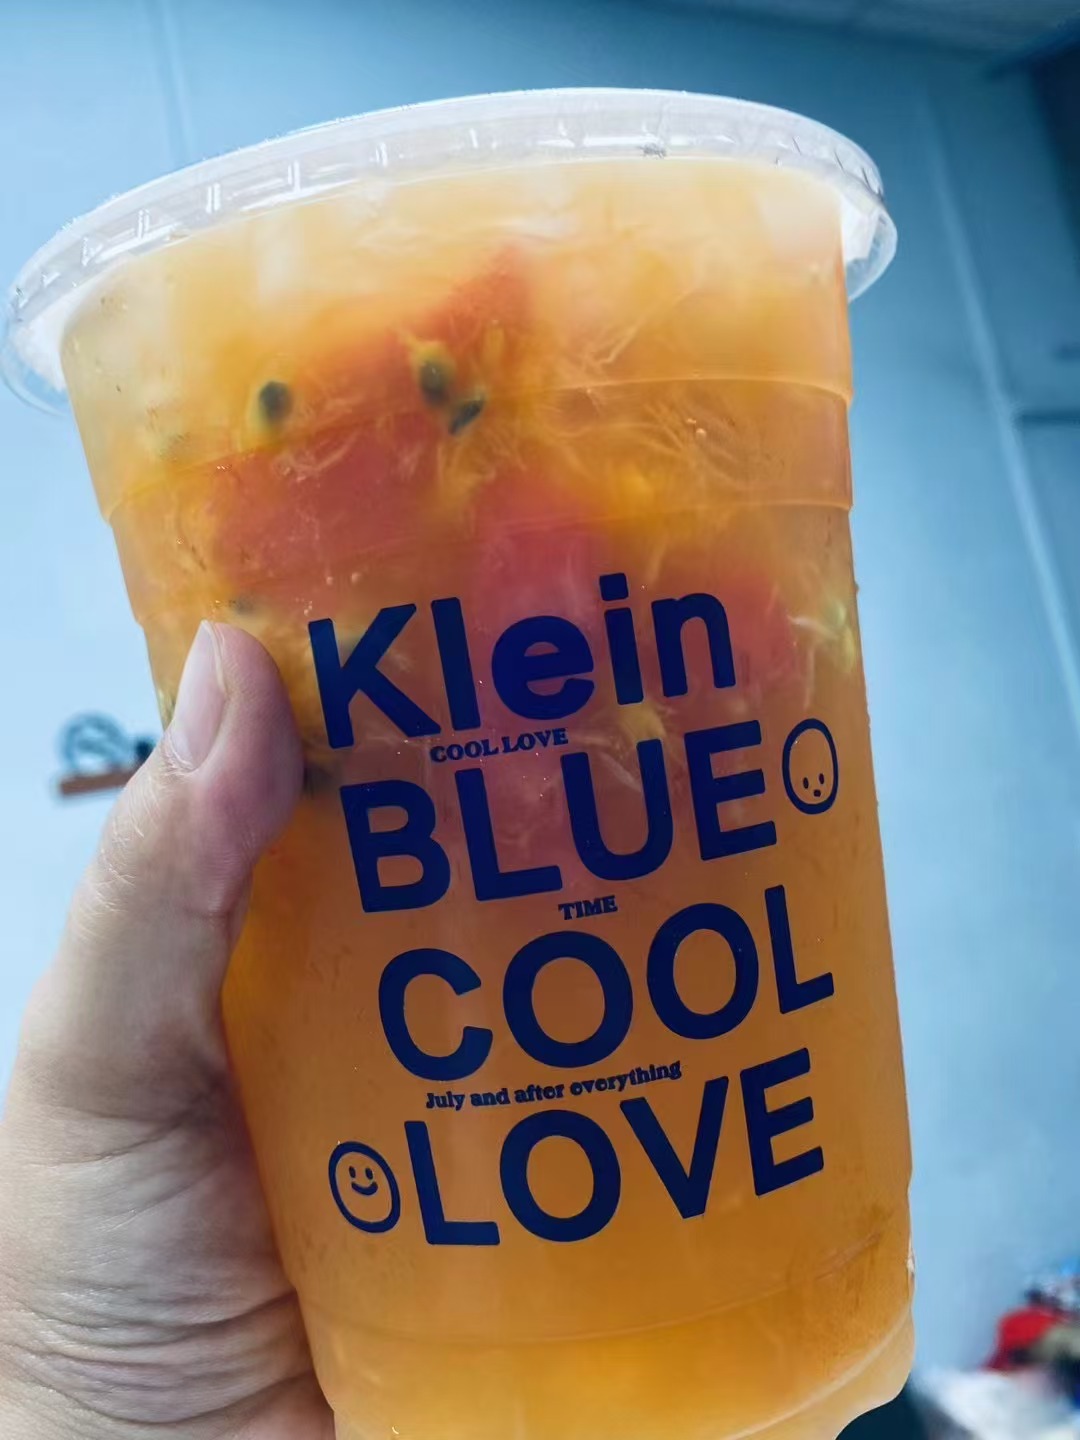 Klein
COOL LOVE
BLUE
TIME
COOL
July and after everything
LOVE